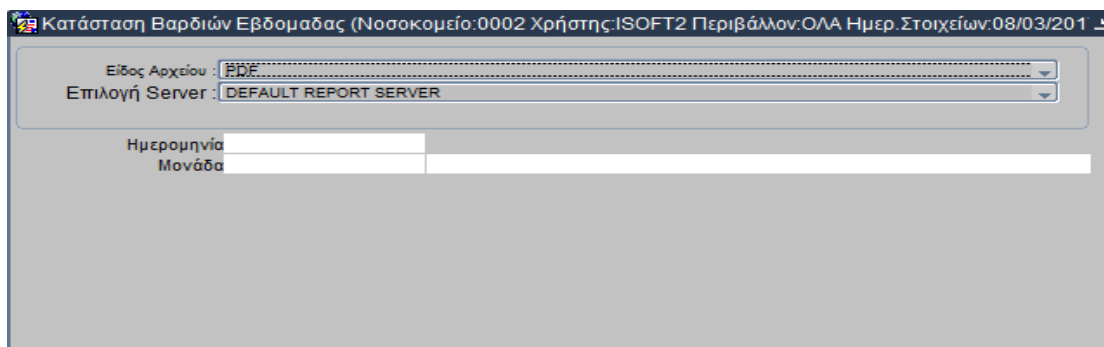 Κατάσταση Βαρδιών Εβδομαδας (Νοσοκομείο:0002 Χρήστης:ISOFT2 Περιβάλλον:ΟΛΑ Ημερ.Στοιχείων:08/03/201
Είδος Αρχείου : PDF
Επιλογή Server : DEFAULT REPORT SERVER
Ημερομηνία
Μονάδα